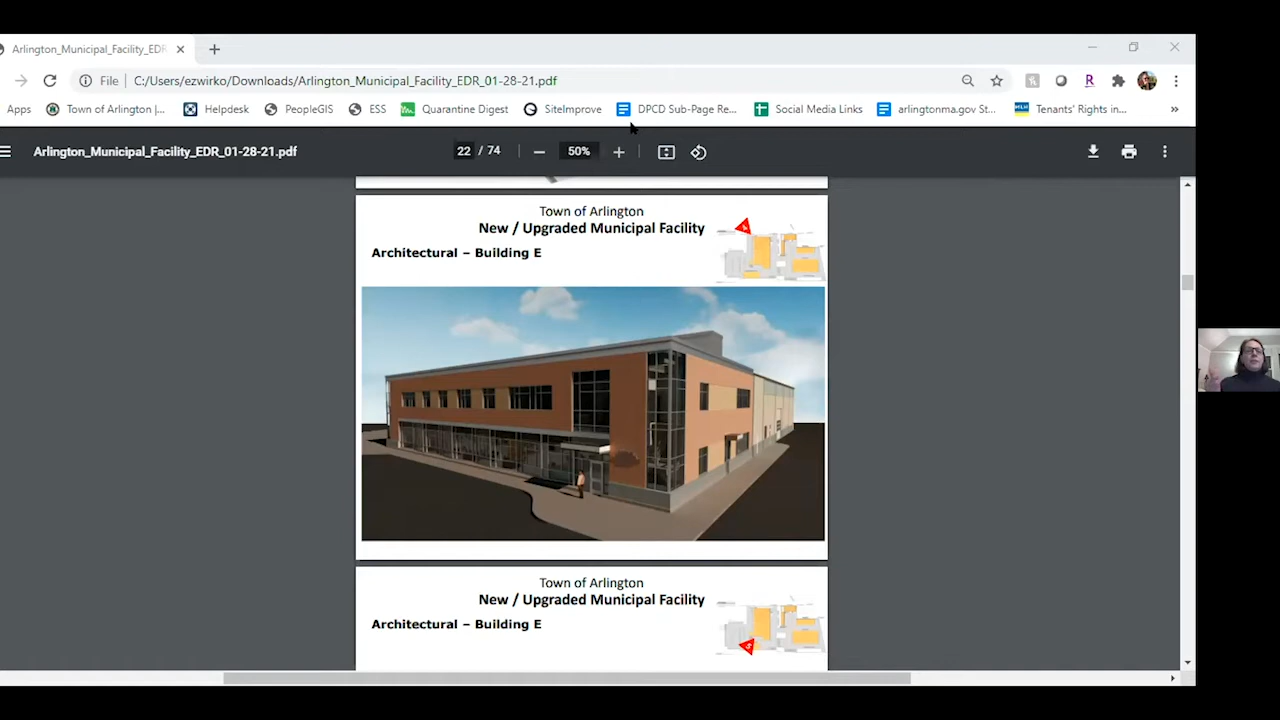 Arlington_Municipal_Facility_EDR
File C:/Users/ezwirko/Downloads/Arlington_Municipal_Facility_EDR_01-28-21.pdf
Apps Town of Arlington |... Helpdesk PeopleGIS ESS Quarantine Digest SiteImprove DPCD Sub-Page Re... Social Media Links arlingtonma.gov St... Tenants' Rights in... »
Arlington_Municipal_Facility_EDR_01-28-21.pdf 22 / 74 50%
Town of Arlington
New / Upgraded Municipal Facility
Architectural – Building E
Town of Arlington
New / Upgraded Municipal Facility
Architectural – Building E